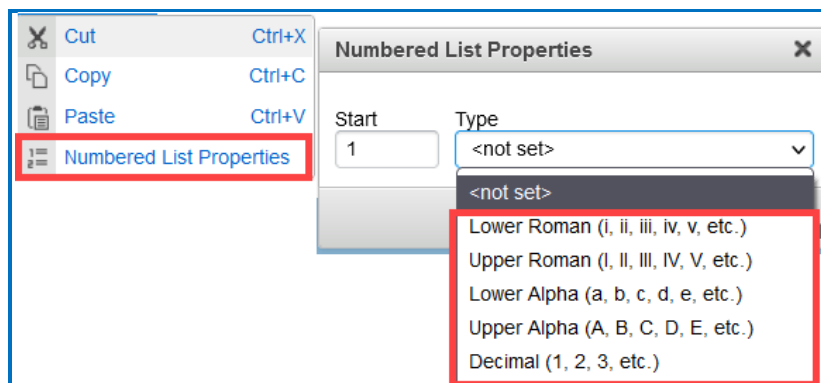 Cut Ctrl+X
Copy Ctrl+C
Paste Ctrl+V
Numbered List Properties
Numbered List Properties
Start Type
1 <not set>
<not set>
Lower Roman (i, ii, iii, iv, v, etc.)
Upper Roman (I, II, III, IV, V, etc.)
Lower Alpha (a, b, c, d, e, etc.)
Upper Alpha (A, B, C, D, E, etc.)
Decimal (1, 2, 3, etc.)